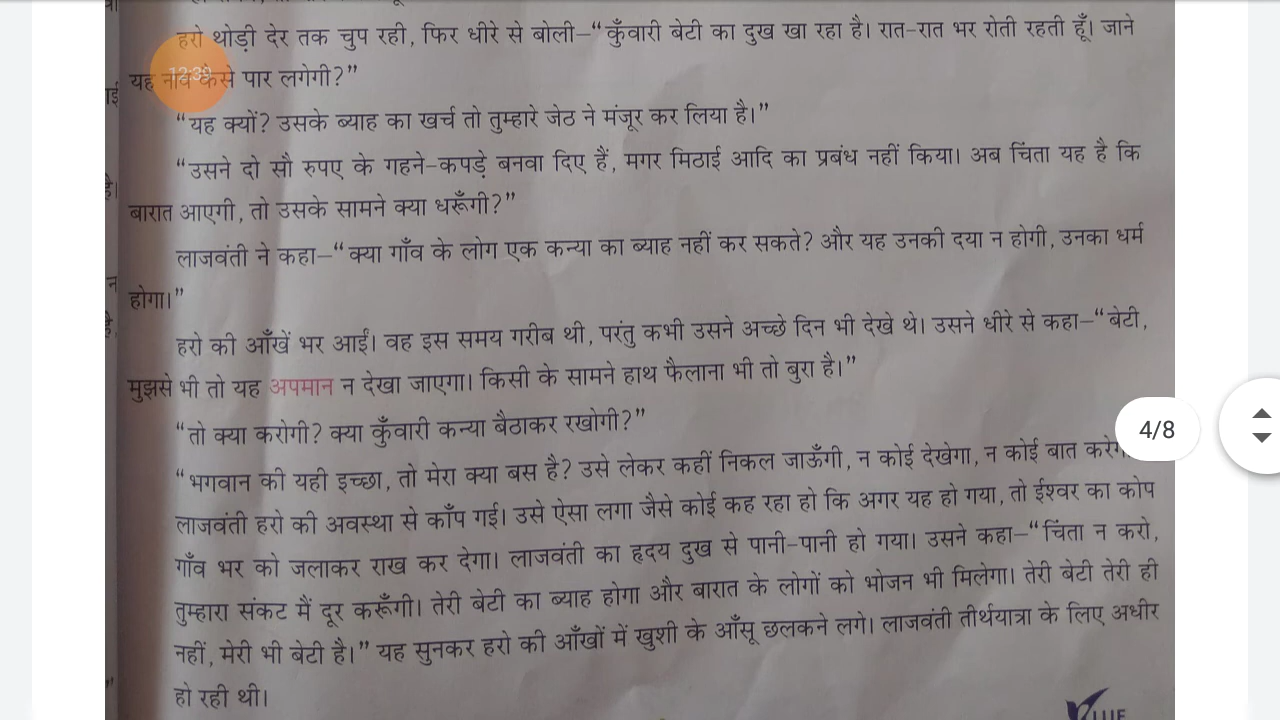 हरो थोड़ी देर तक चुप रही, फिर धीरे से बोली–“कुँवारी बेटी का दुख खा रहा है। रात-रात भर रोती रहती हूँ। जाने
यह नाव कैसे पार लगेगी?”
12:39
“यह क्यों? उसके ब्याह का खर्च तो तुम्हारे जेठ ने मंजूर कर लिया है।”
“उसने दो सौ रुपए के गहने-कपड़े बनवा दिए हैं, मगर मिठाई आदि का प्रबंध नहीं किया। अब चिंता यह है कि
बारात आएगी, तो उसके सामने क्या धरूँगी?”
लाजवंती ने कहा–“क्या गाँव के लोग एक कन्या का ब्याह नहीं कर सकते? और यह उनकी दया न होगी, उनका धर्म
होगा।”
हरो की आँखें भर आईं। वह इस समय गरीब थी, परंतु कभी उसने अच्छे दिन भी देखे थे। उसने धीरे से कहा–“बेटी,
मुझसे भी तो यह अपमान न देखा जाएगा। किसी के सामने हाथ फैलाना भी तो बुरा है।”
“तो क्या करोगी? क्या कुँवारी कन्या बैठाकर रखोगी?”
4/8
“भगवान की यही इच्छा, तो मेरा क्या बस है? उसे लेकर कहीं निकल जाऊँगी, न कोई देखेगा, न कोई बात
लाजवंती हरो की अवस्था से काँप गई। उसे ऐसा लगा जैसे कोई कह रहा हो कि अगर यह हो गया, तो ईश्वर का कोप
गाँव भर को जलाकर राख कर देगा। लाजवंती का हृदय दुख से पानी-पानी हो गया। उसने कहा–“चिंता न करो,
तुम्हारा संकट मैं दूर करूँगी। तेरी बेटी का ब्याह होगा और बारात के लोगों को भोजन भी मिलेगा। तेरी बेटी तेरी ही
नहीं, मेरी भी बेटी है।” यह सुनकर हरो की आँखों में खुशी के आँसू छलकने लगे। लाजवंती तीर्थयात्रा के लिए अधीर
हो रही थी।